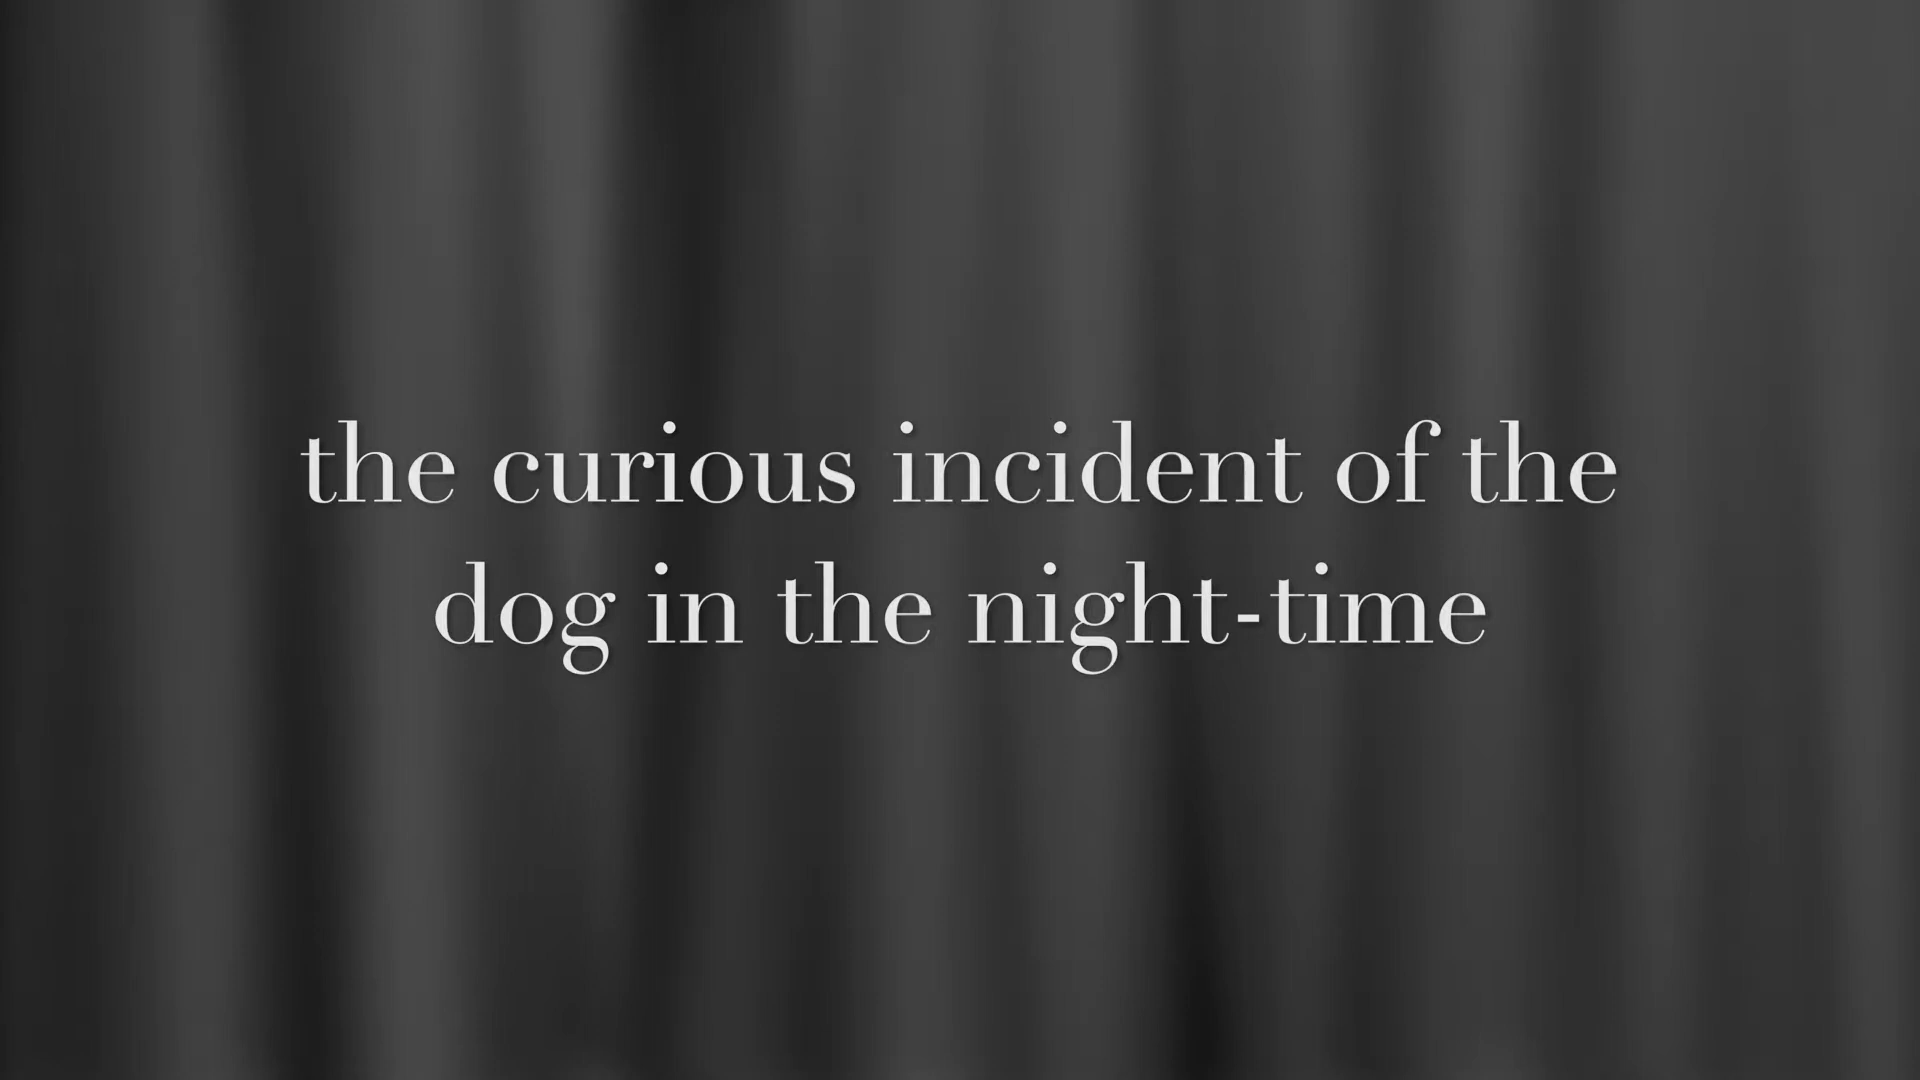 the curious incident of the
dog in the night-time